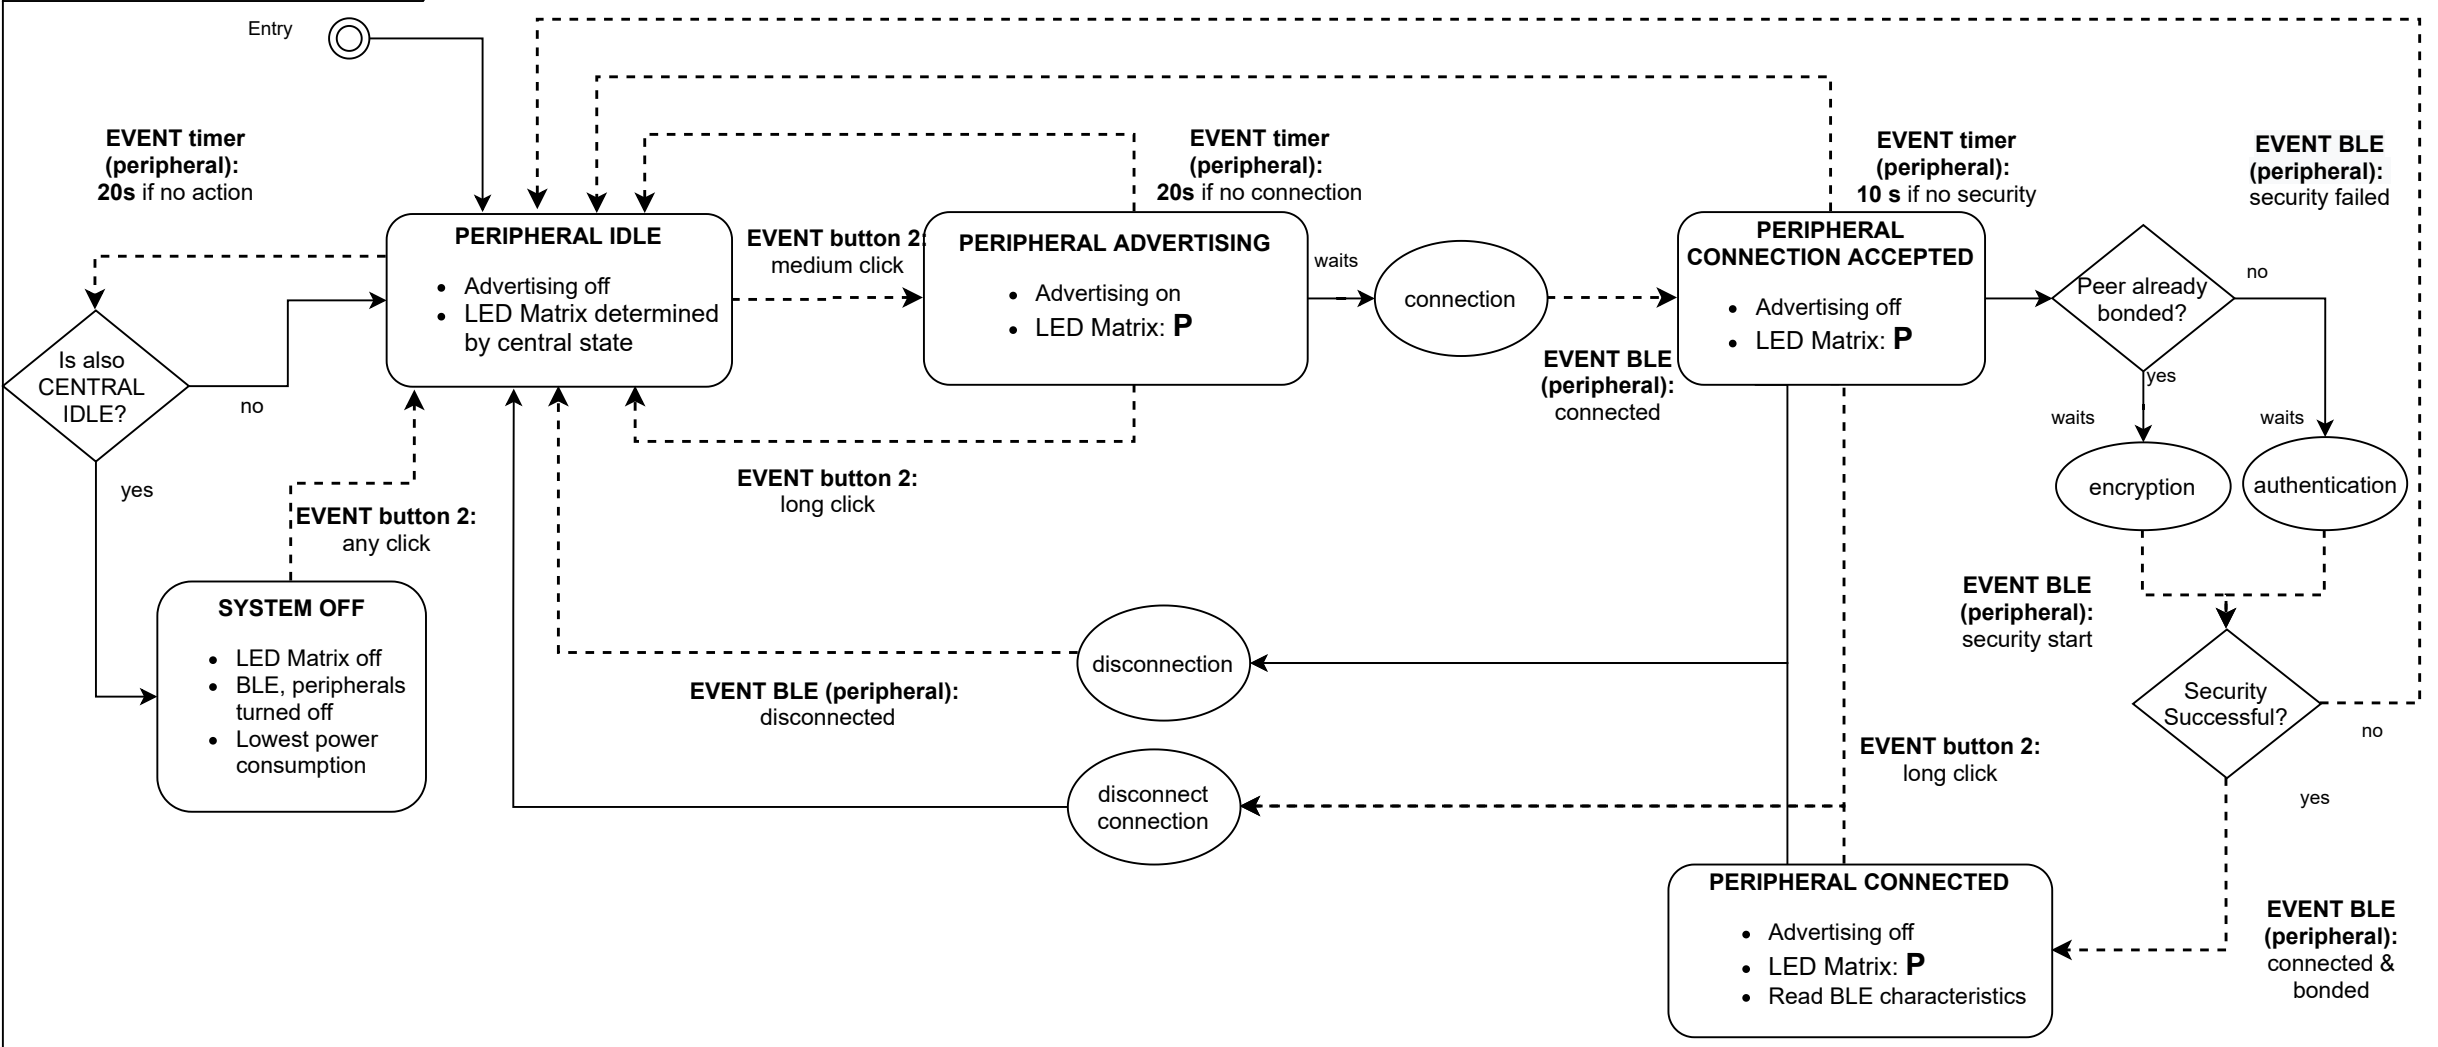 Entry
EVENT timer
(peripheral):
20s if no action
EVENT timer
(peripheral):
20s if no connection
EVENT timer
(peripheral):
10 s if no security
EVENT BLE
(peripheral):
security failed
PERIPHERAL IDLE
Advertising off
LED Matrix determined
by central state
EVENT button 2:
medium click
PERIPHERAL ADVERTISING
Advertising on
LED Matrix: P
waits
connection
EVENT BLE
(peripheral):
connected
PERIPHERAL
CONNECTION ACCEPTED
Advertising off
LED Matrix: P
Peer already
bonded?
no
yes
waits
waits
encryption
authentication
Is also
CENTRAL
IDLE?
no
yes
EVENT button 2:
any click
EVENT button 2:
long click
SYSTEM OFF
LED Matrix off
BLE, peripherals
turned off
Lowest power
consumption
disconnection
EVENT BLE (peripheral):
disconnected
disconnect
connection
EVENT BLE
(peripheral):
security start
Security
Successful?
no
yes
EVENT button 2:
long click
PERIPHERAL CONNECTED
Advertising off
LED Matrix: P
Read BLE characteristics
EVENT BLE
(peripheral):
connected &
bonded